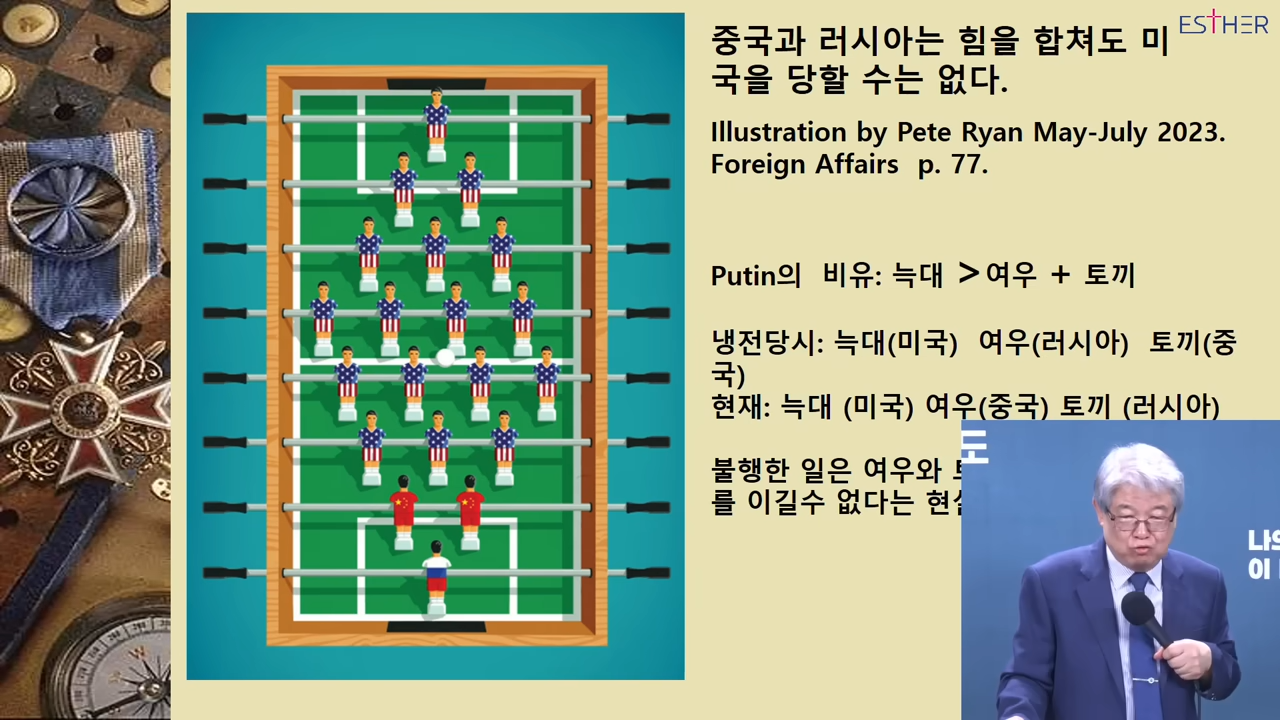 중국과 러시아는 힘을 합쳐도 미
국을 당할 수는 없다.
ESTHER
Illustration by Pete Ryan May-July 2023.
Foreign Affairs p. 77.
Putin의 비유: 늑대 > 여우 + 토끼
냉전당시: 늑대(미국) 여우(러시아) 토끼(중
국)
현재: 늑대 (미국) 여우(중국) 토끼 (러시아)
불행한 일은 여우와
를 이길수 없다는
도
이